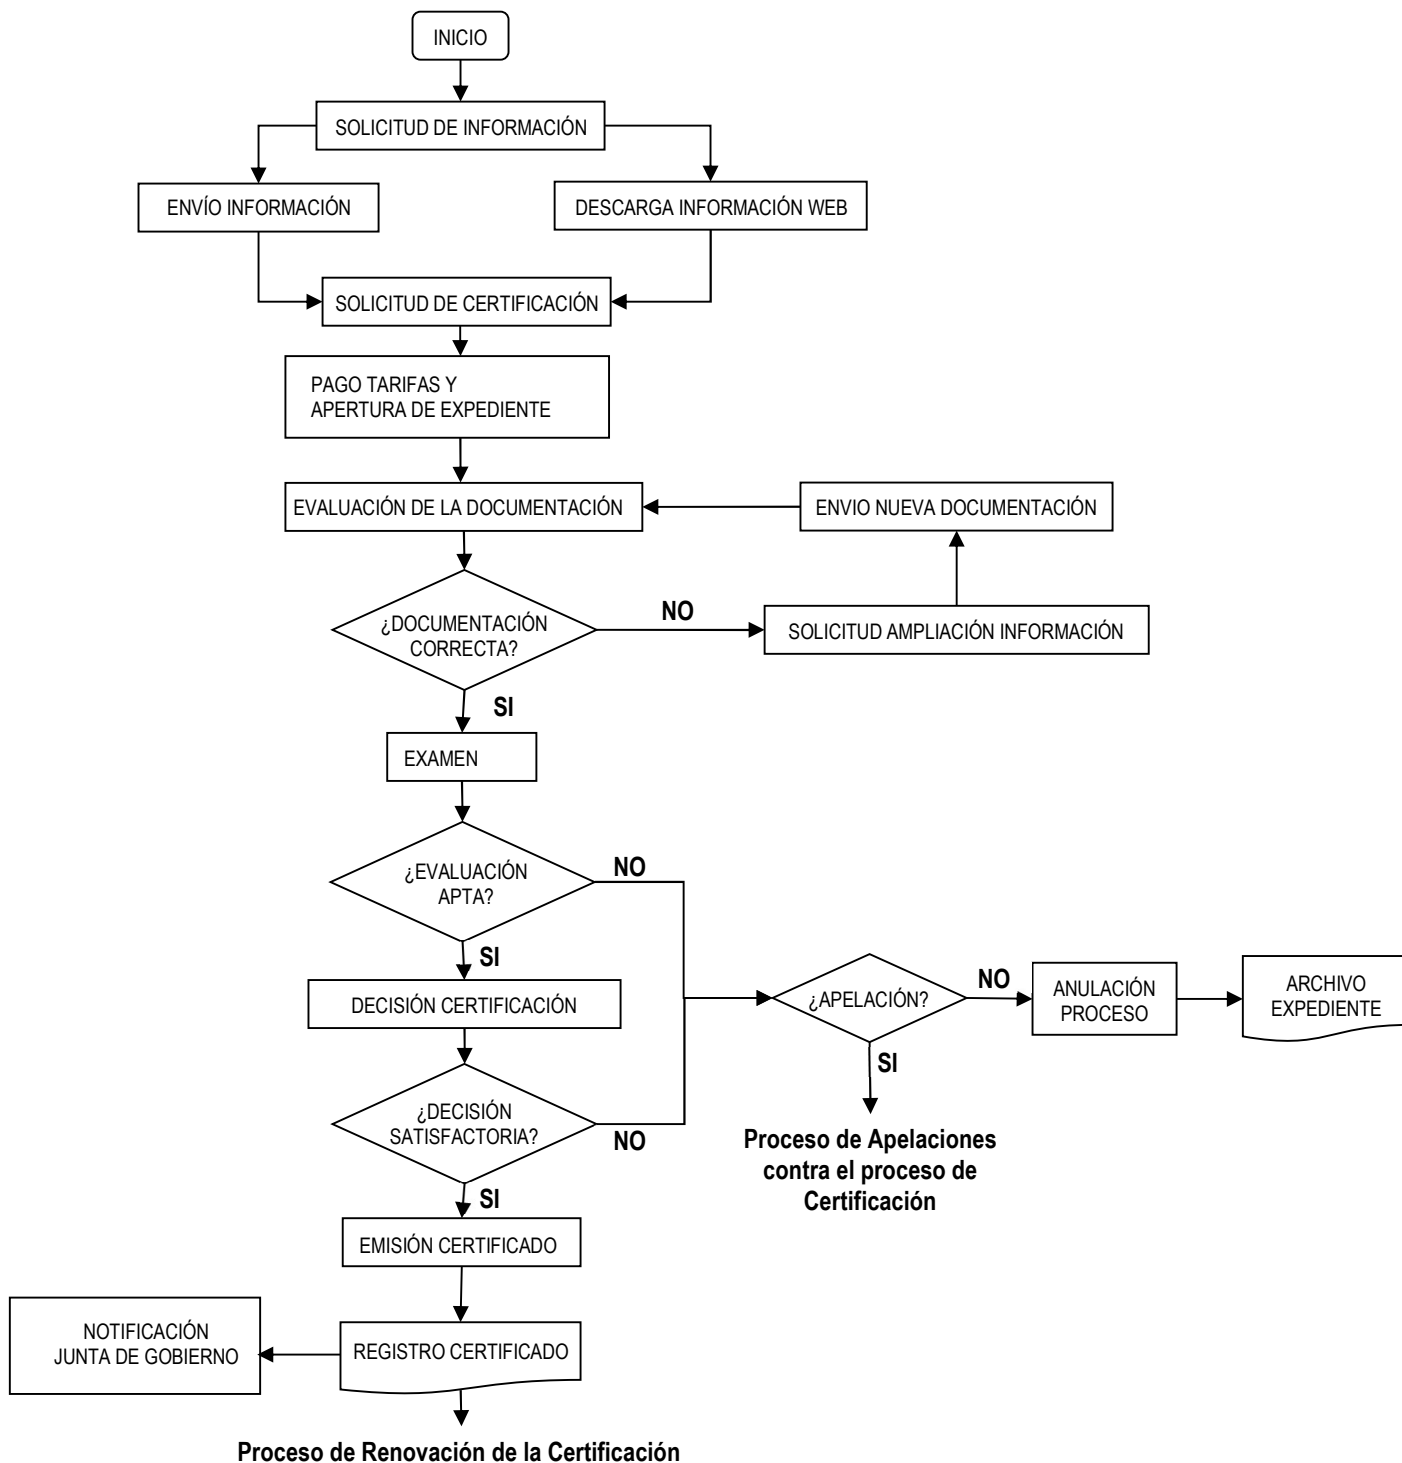 INICIO
SOLICITUD DE INFORMACIÓN
ENVÍO INFORMACIÓN
DESCARGA INFORMACIÓN WEB
SOLICITUD DE CERTIFICACIÓN
PAGO TARIFAS Y
APERTURA DE EXPEDIENTE
EVALUACIÓN DE LA DOCUMENTACIÓN
ENVIO NUEVA DOCUMENTACIÓN
¿DOCUMENTACIÓN
CORRECTA?
NO
SOLICITUD AMPLIACIÓN INFORMACIÓN
SI
EXAMEN
¿EVALUACIÓN
APTA?
NO
SI
DECISIÓN CERTIFICACIÓN
¿APELACIÓN?
NO
ANULACIÓN
PROCESO
ARCHIVO
EXPEDIENTE
SI
¿DECISIÓN
SATISFACTORIA?
NO
Proceso de Apelaciones
contra el proceso de
Certificación
SI
EMISIÓN CERTIFICADO
NOTIFICACIÓN
JUNTA DE GOBIERNO
REGISTRO CERTIFICADO
Proceso de Renovación de la Certificación